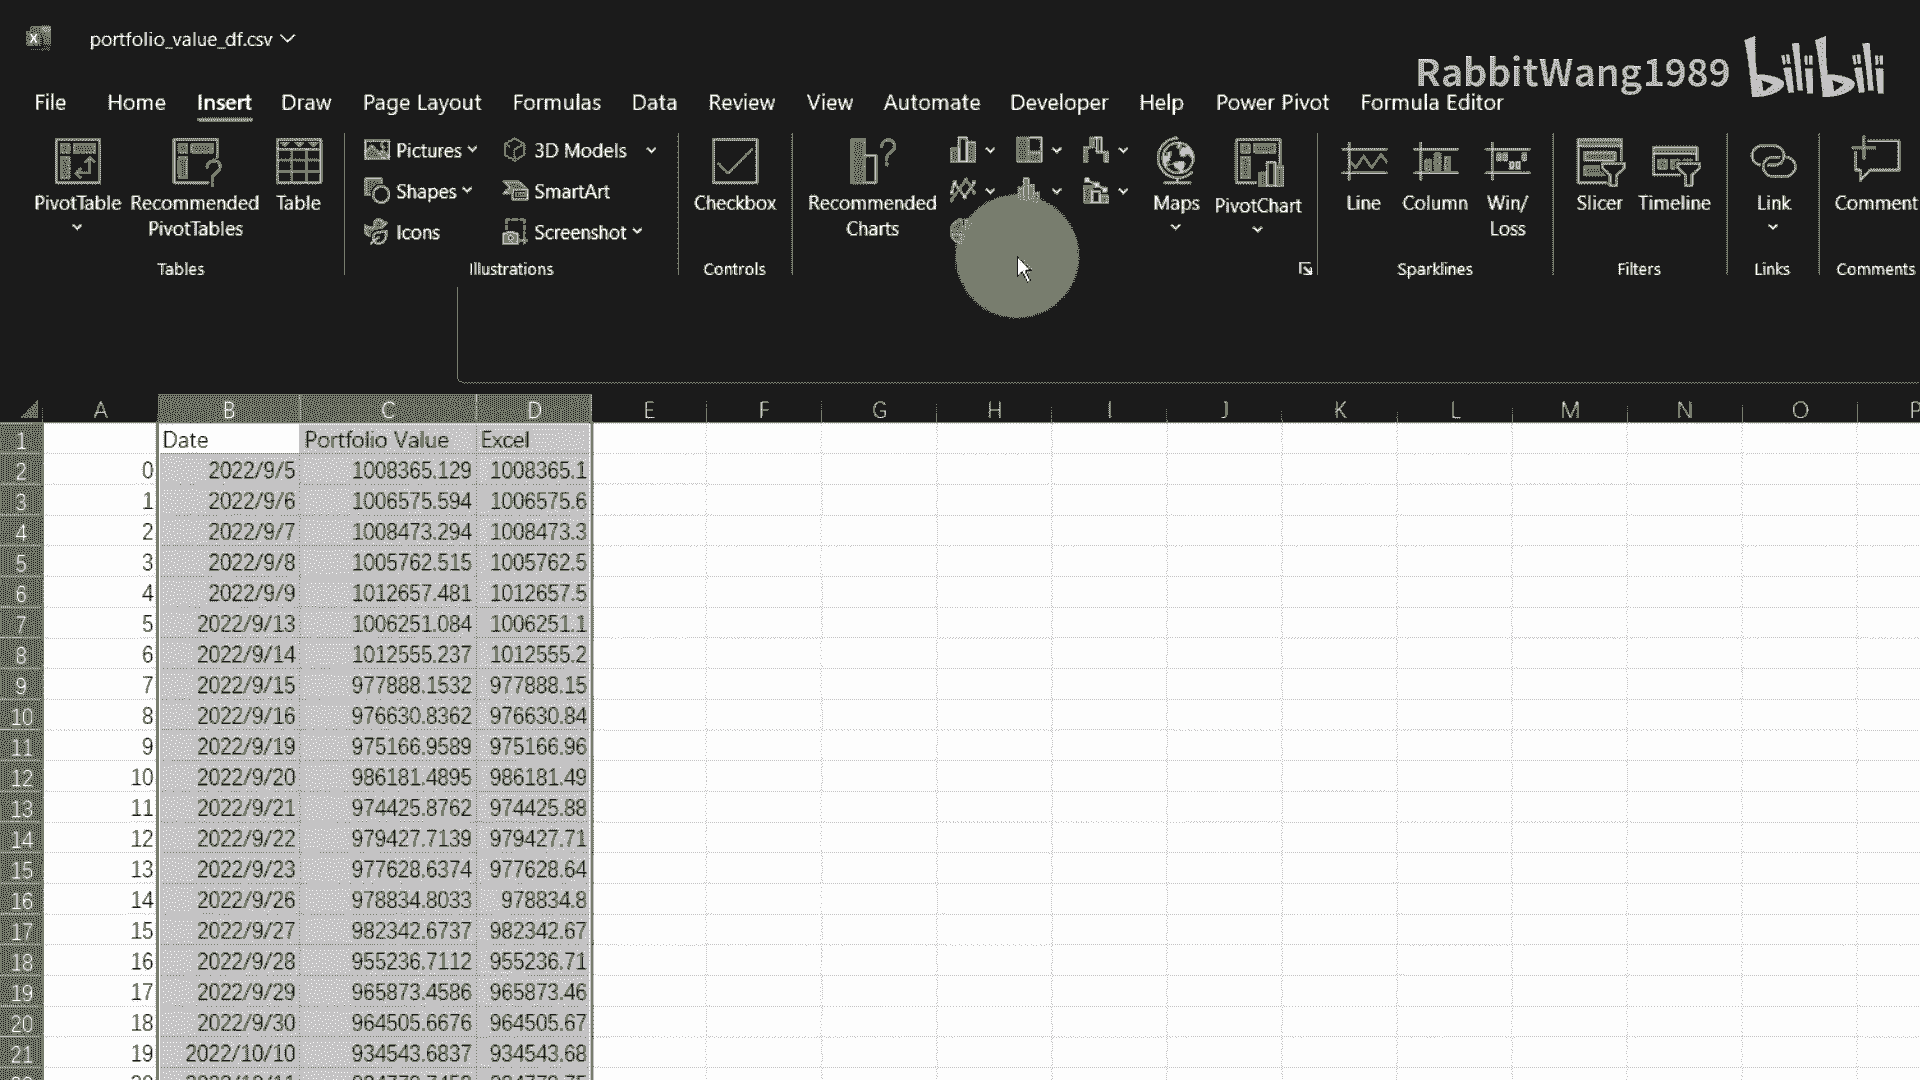 portfolio_value_df.csv
RabbitWang1989 bilibili
File Home Insert Draw Page Layout Formulas Data Review View Automate Developer Help Power Pivot Formula Editor
PivotTable Recommended PivotTables Table
Pictures 3D Models
Shapes SmartArt
Icons Screenshot
Checkbox
Recommended Charts
Maps PivotChart
Line Column Win/Loss
Slicer Timeline
Link Comment
Tables Illustrations Controls Sparklines Filters Links Comments
A B C D E F G H I J K L M N O P
1 Date Portfolio Value Excel
2 0 2022/9/5 1008365.129 1008365.1
3 1 2022/9/6 1006575.594 1006575.6
4 2 2022/9/7 1008473.294 1008473.3
5 3 2022/9/8 1005762.515 1005762.5
6 4 2022/9/9 1012657.481 1012657.5
7 5 2022/9/13 1006251.084 1006251.1
8 6 2022/9/14 1012555.237 1012555.2
9 7 2022/9/15 977888.1532 977888.15
10 8 2022/9/16 976630.8362 976630.84
11 9 2022/9/19 975166.9589 975166.96
12 10 2022/9/20 986181.4895 986181.49
13 11 2022/9/21 974425.8762 974425.88
14 12 2022/9/22 979427.7139 979427.71
15 13 2022/9/23 977628.6374 977628.64
16 14 2022/9/26 978834.8033 978834.8
17 15 2022/9/27 982342.6737 982342.67
18 16 2022/9/28 955236.7112 955236.71
19 17 2022/9/29 965873.4586 965873.46
20 18 2022/9/30 964505.6676 964505.67
21 19 2022/10/10 934543.6837 934543.68